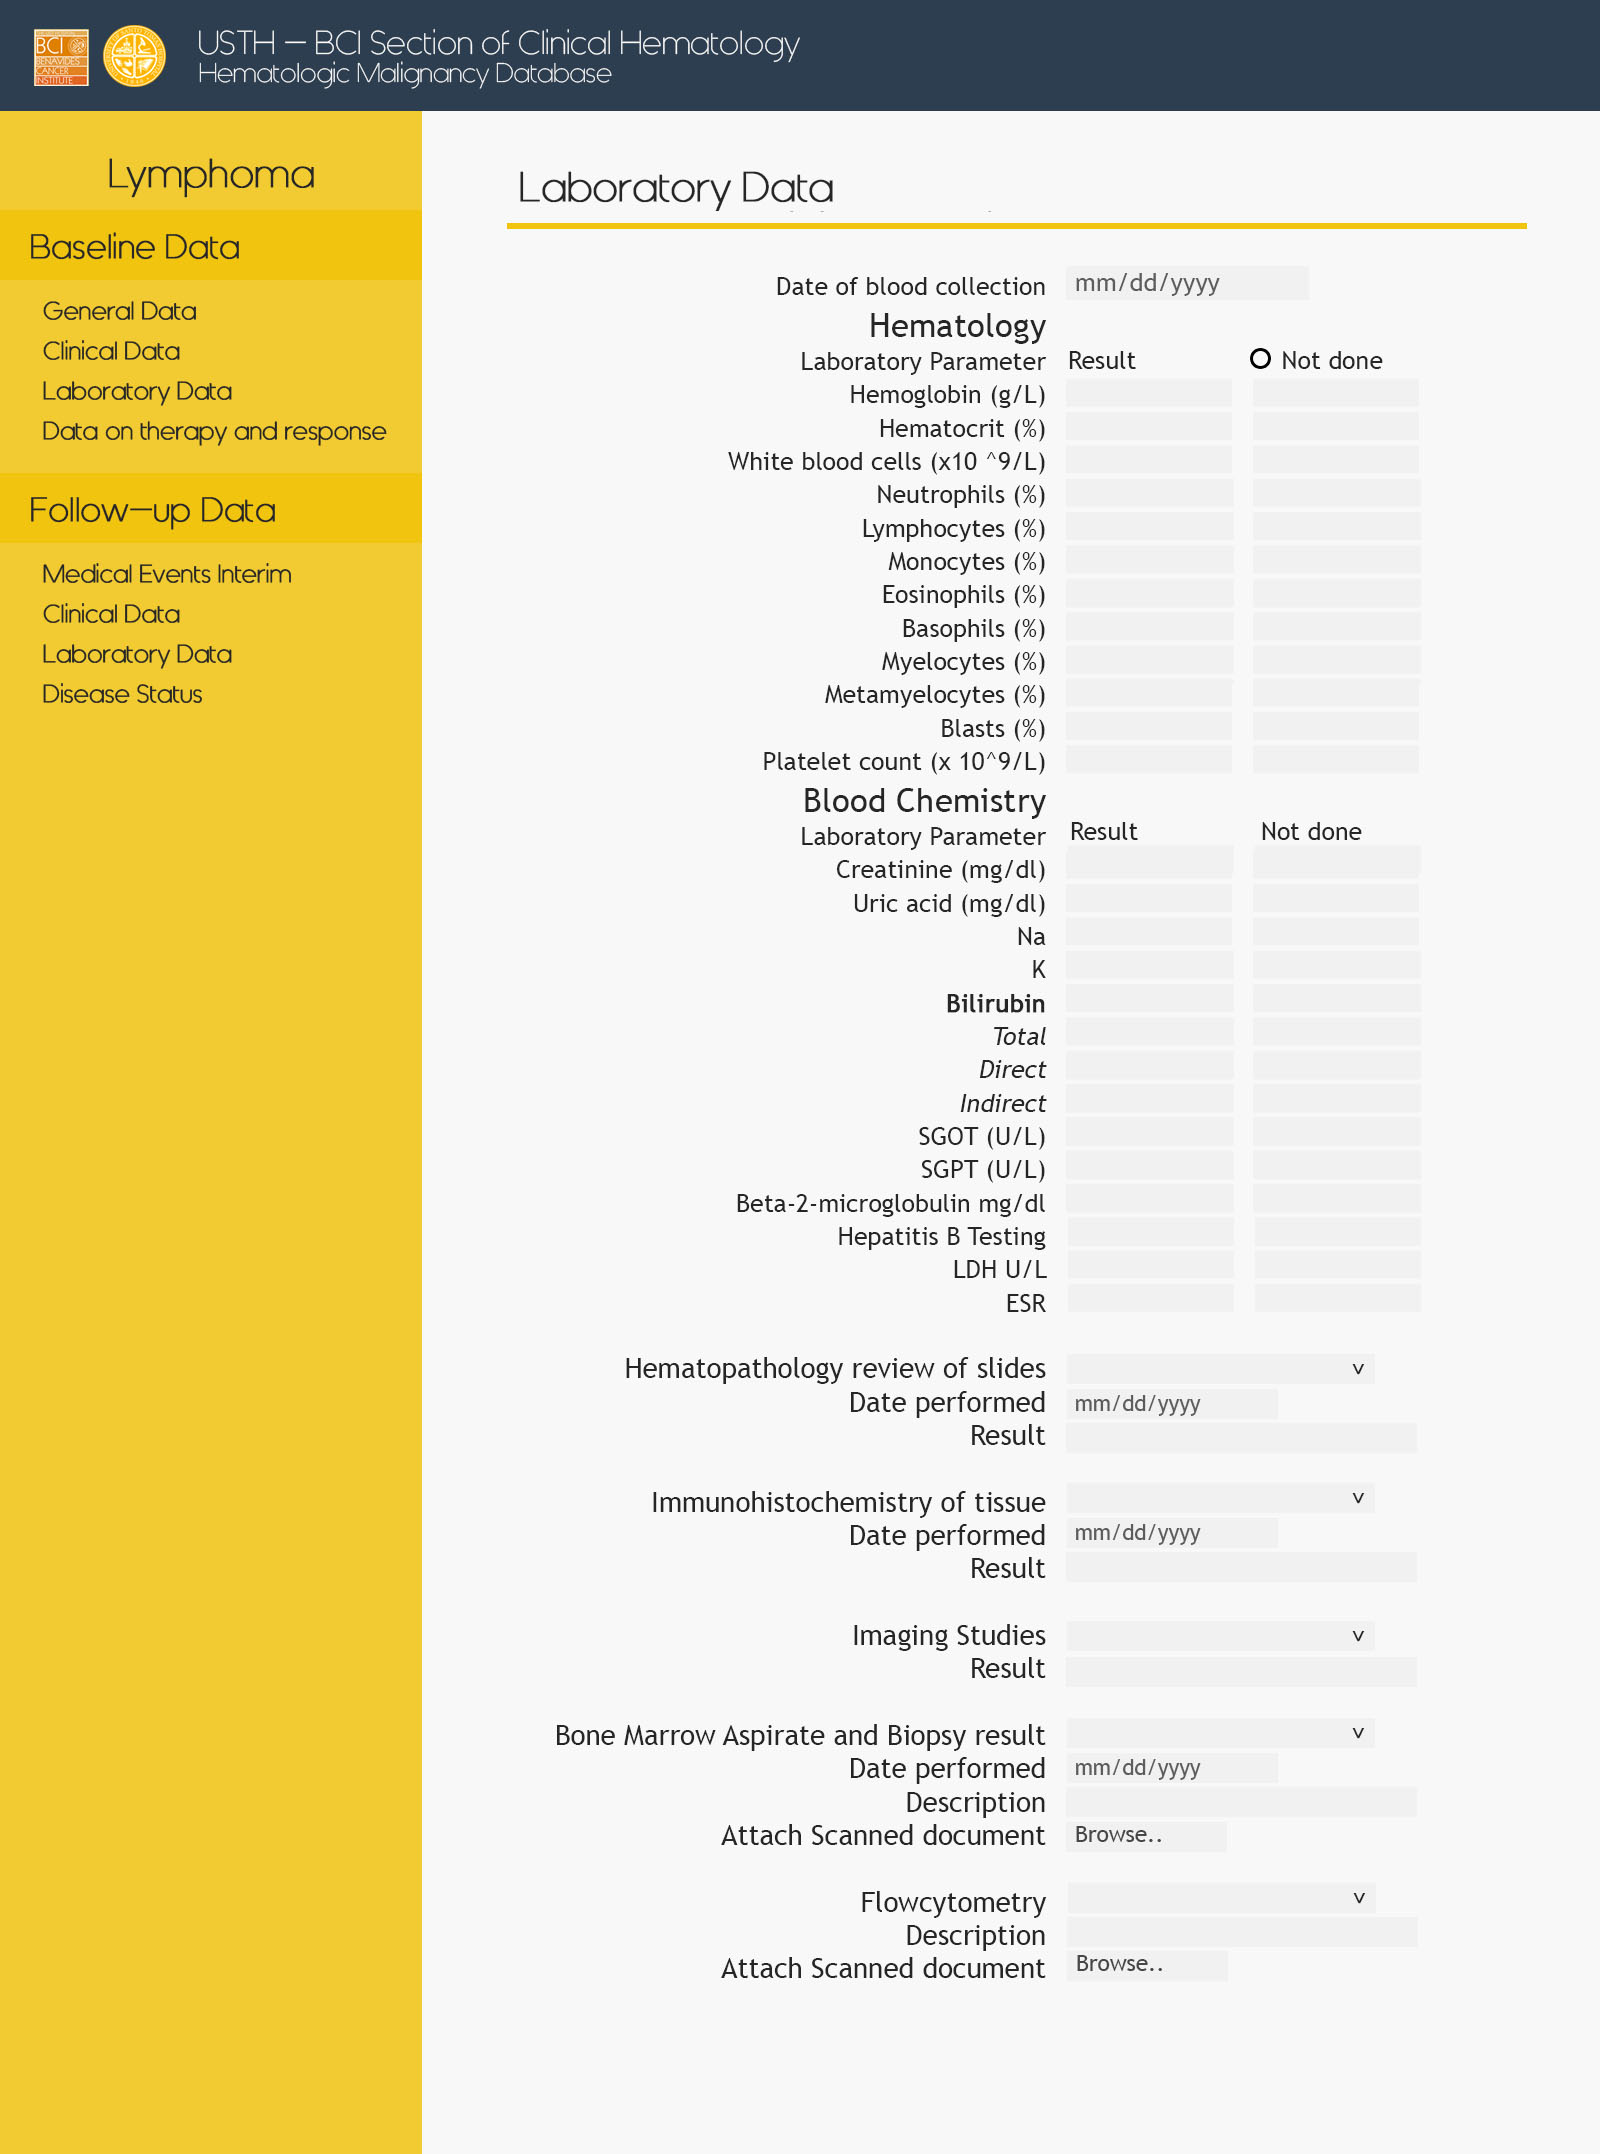 BCI
BENAVIDES
CANCER
INSTITUTE
USTH – BCI Section of Clinical Hematology
Hematologic Malignancy Database
Lymphoma
Baseline Data
General Data
Clinical Data
Laboratory Data
Data on therapy and response
Follow-up Data
Medical Events Interim
Clinical Data
Laboratory Data
Disease Status
Laboratory Data
Date of blood collection mm/dd/yyyy
Hematology
Laboratory Parameter Result Not done
Hemoglobin (g/L)
Hematocrit (%)
White blood cells (x10 ^9/L)
Neutrophils (%)
Lymphocytes (%)
Monocytes (%)
Eosinophils (%)
Basophils (%)
Myelocytes (%)
Metamyelocytes (%)
Blasts (%)
Platelet count (x 10^9/L)
Blood Chemistry
Laboratory Parameter Result Not done
Creatinine (mg/dl)
Uric acid (mg/dl)
Na
K
Bilirubin
Total
Direct
Indirect
SGOT (U/L)
SGPT (U/L)
Beta-2-microglobulin mg/dl
Hepatitis B Testing
LDH U/L
ESR
Hematopathology review of slides v
Date performed mm/dd/yyyy
Result
Immunohistochemistry of tissue v
Date performed mm/dd/yyyy
Result
Imaging Studies v
Result
Bone Marrow Aspirate and Biopsy result v
Date performed mm/dd/yyyy
Description
Attach Scanned document Browse..
Flowcytometry v
Description
Attach Scanned document Browse..